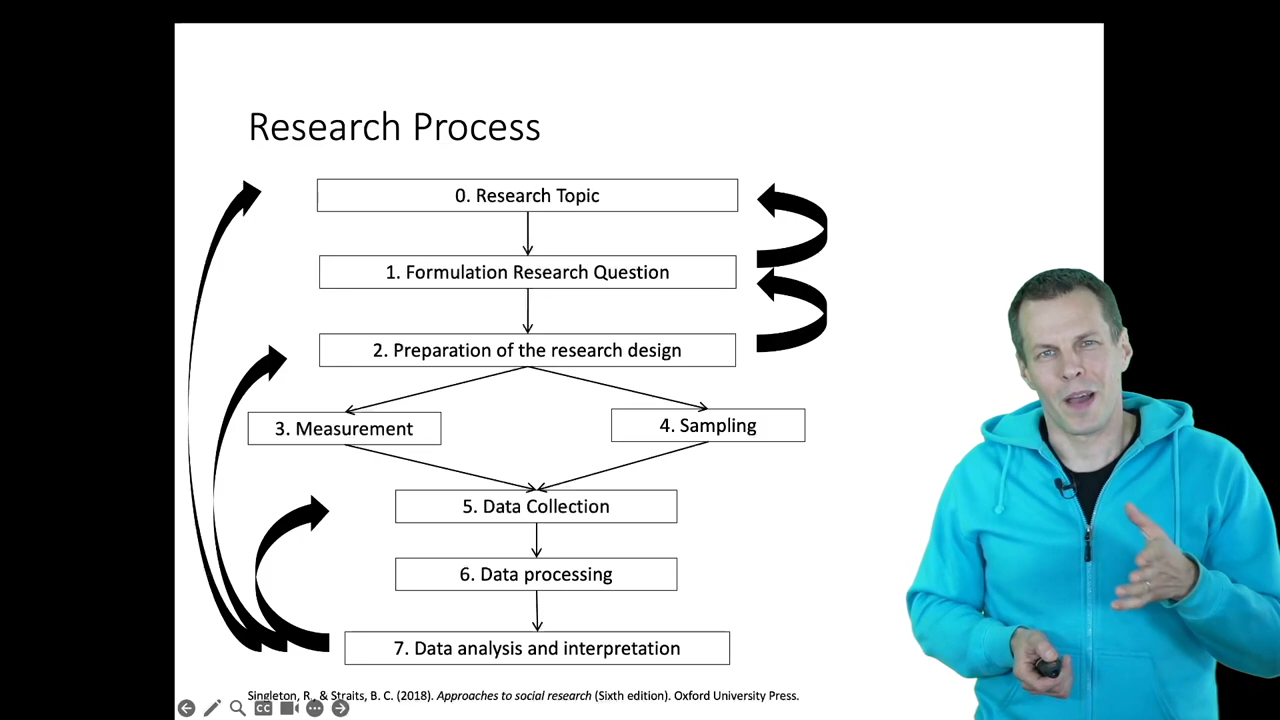 Research Process
0. Research Topic
1. Formulation Research Question
2. Preparation of the research design
3. Measurement
4. Sampling
5. Data Collection
6. Data processing
7. Data analysis and interpretation
Singleton, R., & Straits, B. C. (2018). Approaches to social research (Sixth edition). Oxford University Press.
CC